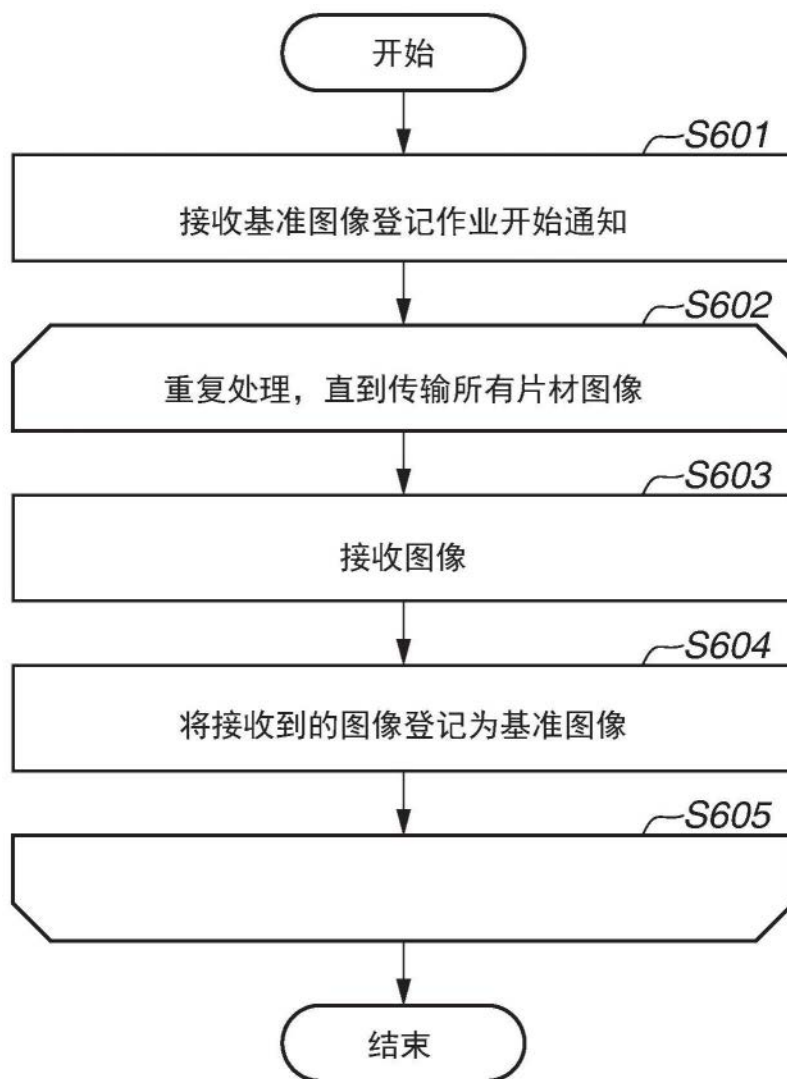 开始
S601
接收基准图像登记作业开始通知
S602
重复处理，直到传输所有片材图像
S603
接收图像
S604
将接收到的图像登记为基准图像
S605
结束